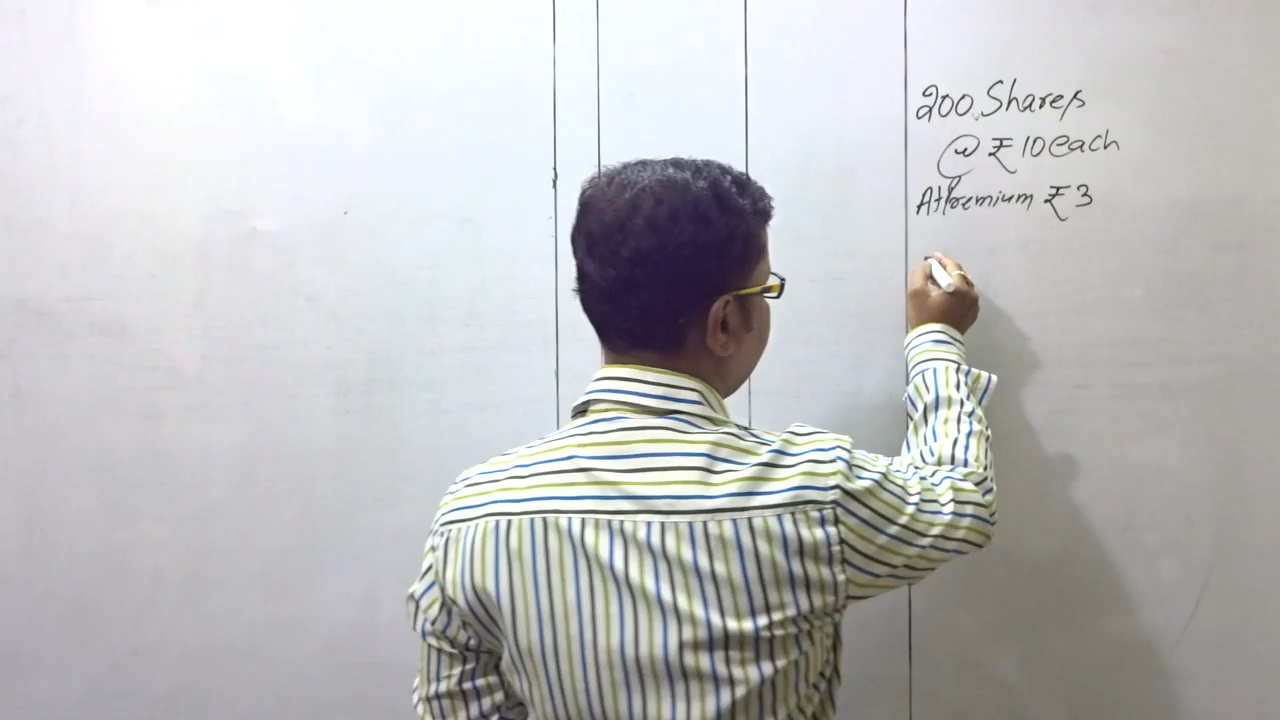 200 Shares
@ ₹ 10 each
At Premium ₹ 3